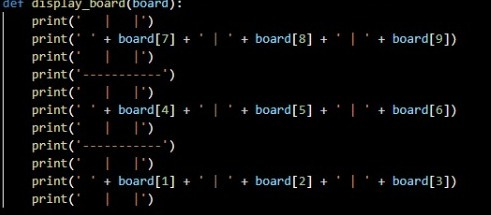 def display_board(board):
    print('   |   |')
    print(' ' + board[7] + ' | ' + board[8] + ' | ' + board[9])
    print('   |   |')
    print('-----------')
    print('   |   |')
    print(' ' + board[4] + ' | ' + board[5] + ' | ' + board[6])
    print('   |   |')
    print('-----------')
    print('   |   |')
    print(' ' + board[1] + ' | ' + board[2] + ' | ' + board[3])
    print('   |   |')